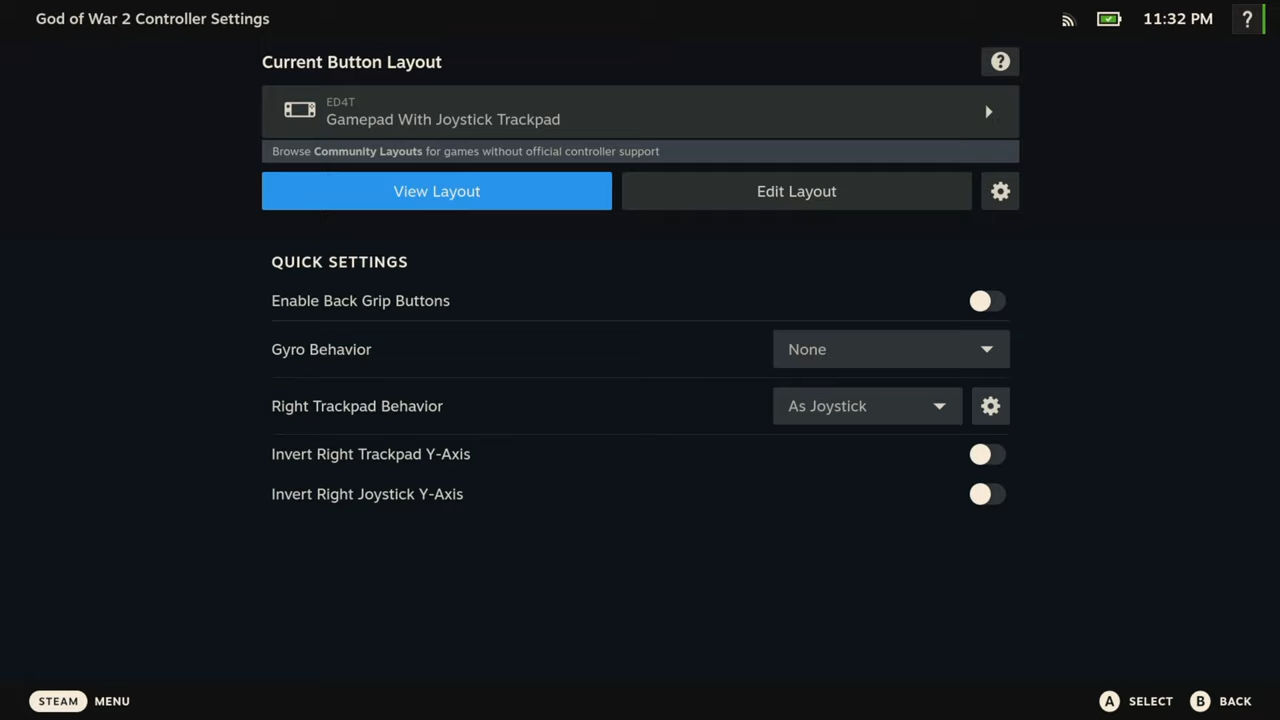 God of War 2 Controller Settings
11:32 PM
?
Current Button Layout
?
ED4T
Gamepad With Joystick Trackpad
Browse Community Layouts for games without official controller support
View Layout
Edit Layout
QUICK SETTINGS
Enable Back Grip Buttons
Gyro Behavior
None
Right Trackpad Behavior
As Joystick
Invert Right Trackpad Y-Axis
Invert Right Joystick Y-Axis
STEAM MENU
A SELECT B BACK